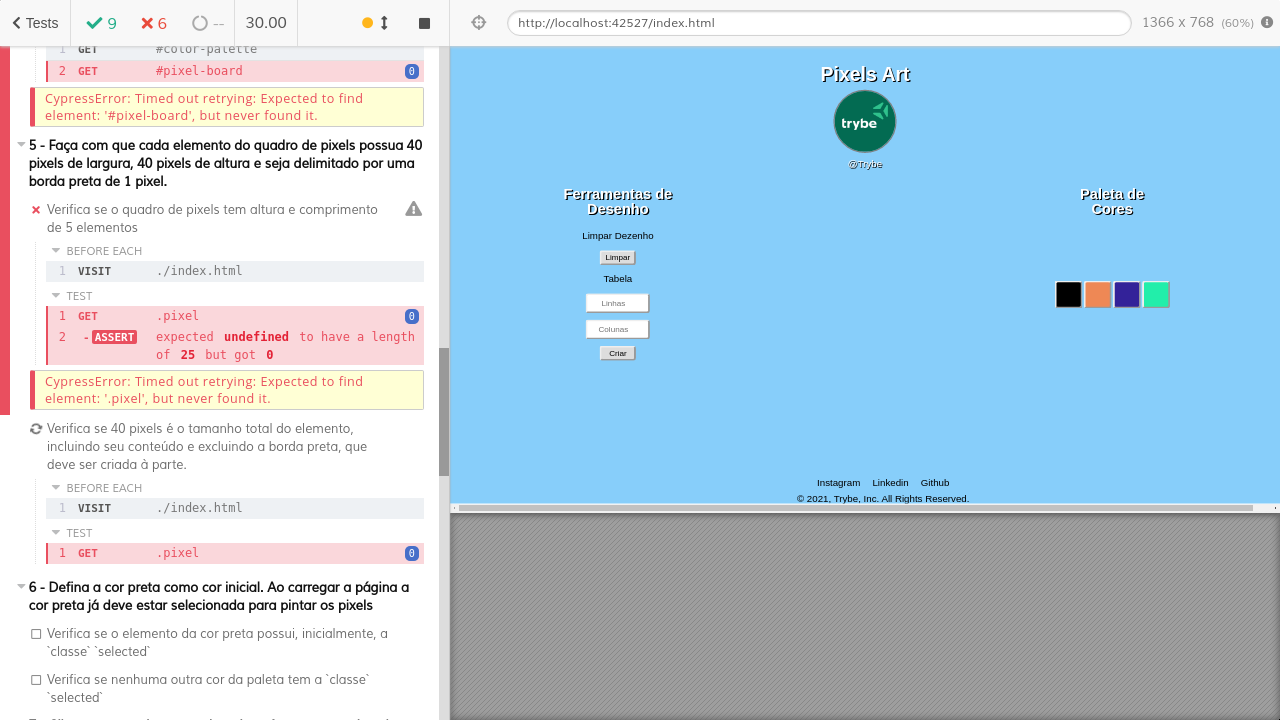 Tests
9
6
--
30.00
http://localhost:42527/index.html
1366 x 768 (60%)
1 GET #color-palette
2 GET #pixel-board 0
CypressError: Timed out retrying: Expected to find
element: '#pixel-board', but never found it.
5 - Faça com que cada elemento do quadro de pixels possua 40
pixels de largura, 40 pixels de altura e seja delimitado por uma
borda preta de 1 pixel.
Verifica se o quadro de pixels tem altura e comprimento
de 5 elementos
BEFORE EACH
1 VISIT ./index.html
TEST
1 GET .pixel 0
2 -ASSERT expected undefined to have a length
of 25 but got 0
CypressError: Timed out retrying: Expected to find
element: '.pixel', but never found it.
Verifica se 40 pixels é o tamanho total do elemento,
incluindo seu conteúdo e excluindo a borda preta, que
deve ser criada à parte.
BEFORE EACH
1 VISIT ./index.html
TEST
1 GET .pixel 0
6 - Defina a cor preta como cor inicial. Ao carregar a página a
cor preta já deve estar selecionada para pintar os pixels
Verifica se o elemento da cor preta possui, inicialmente, a
`classe` `selected`
Verifica se nenhuma outra cor da paleta tem a `classe`
`selected`
Pixels Art
trybe
@Trybe
Ferramentas de
Desenho
Limpar Dezenho
Limpar
Tabela
Linhas
Colunas
Criar
Paleta de
Cores
Instagram Linkedin Github
© 2021, Trybe, Inc. All Rights Reserved.